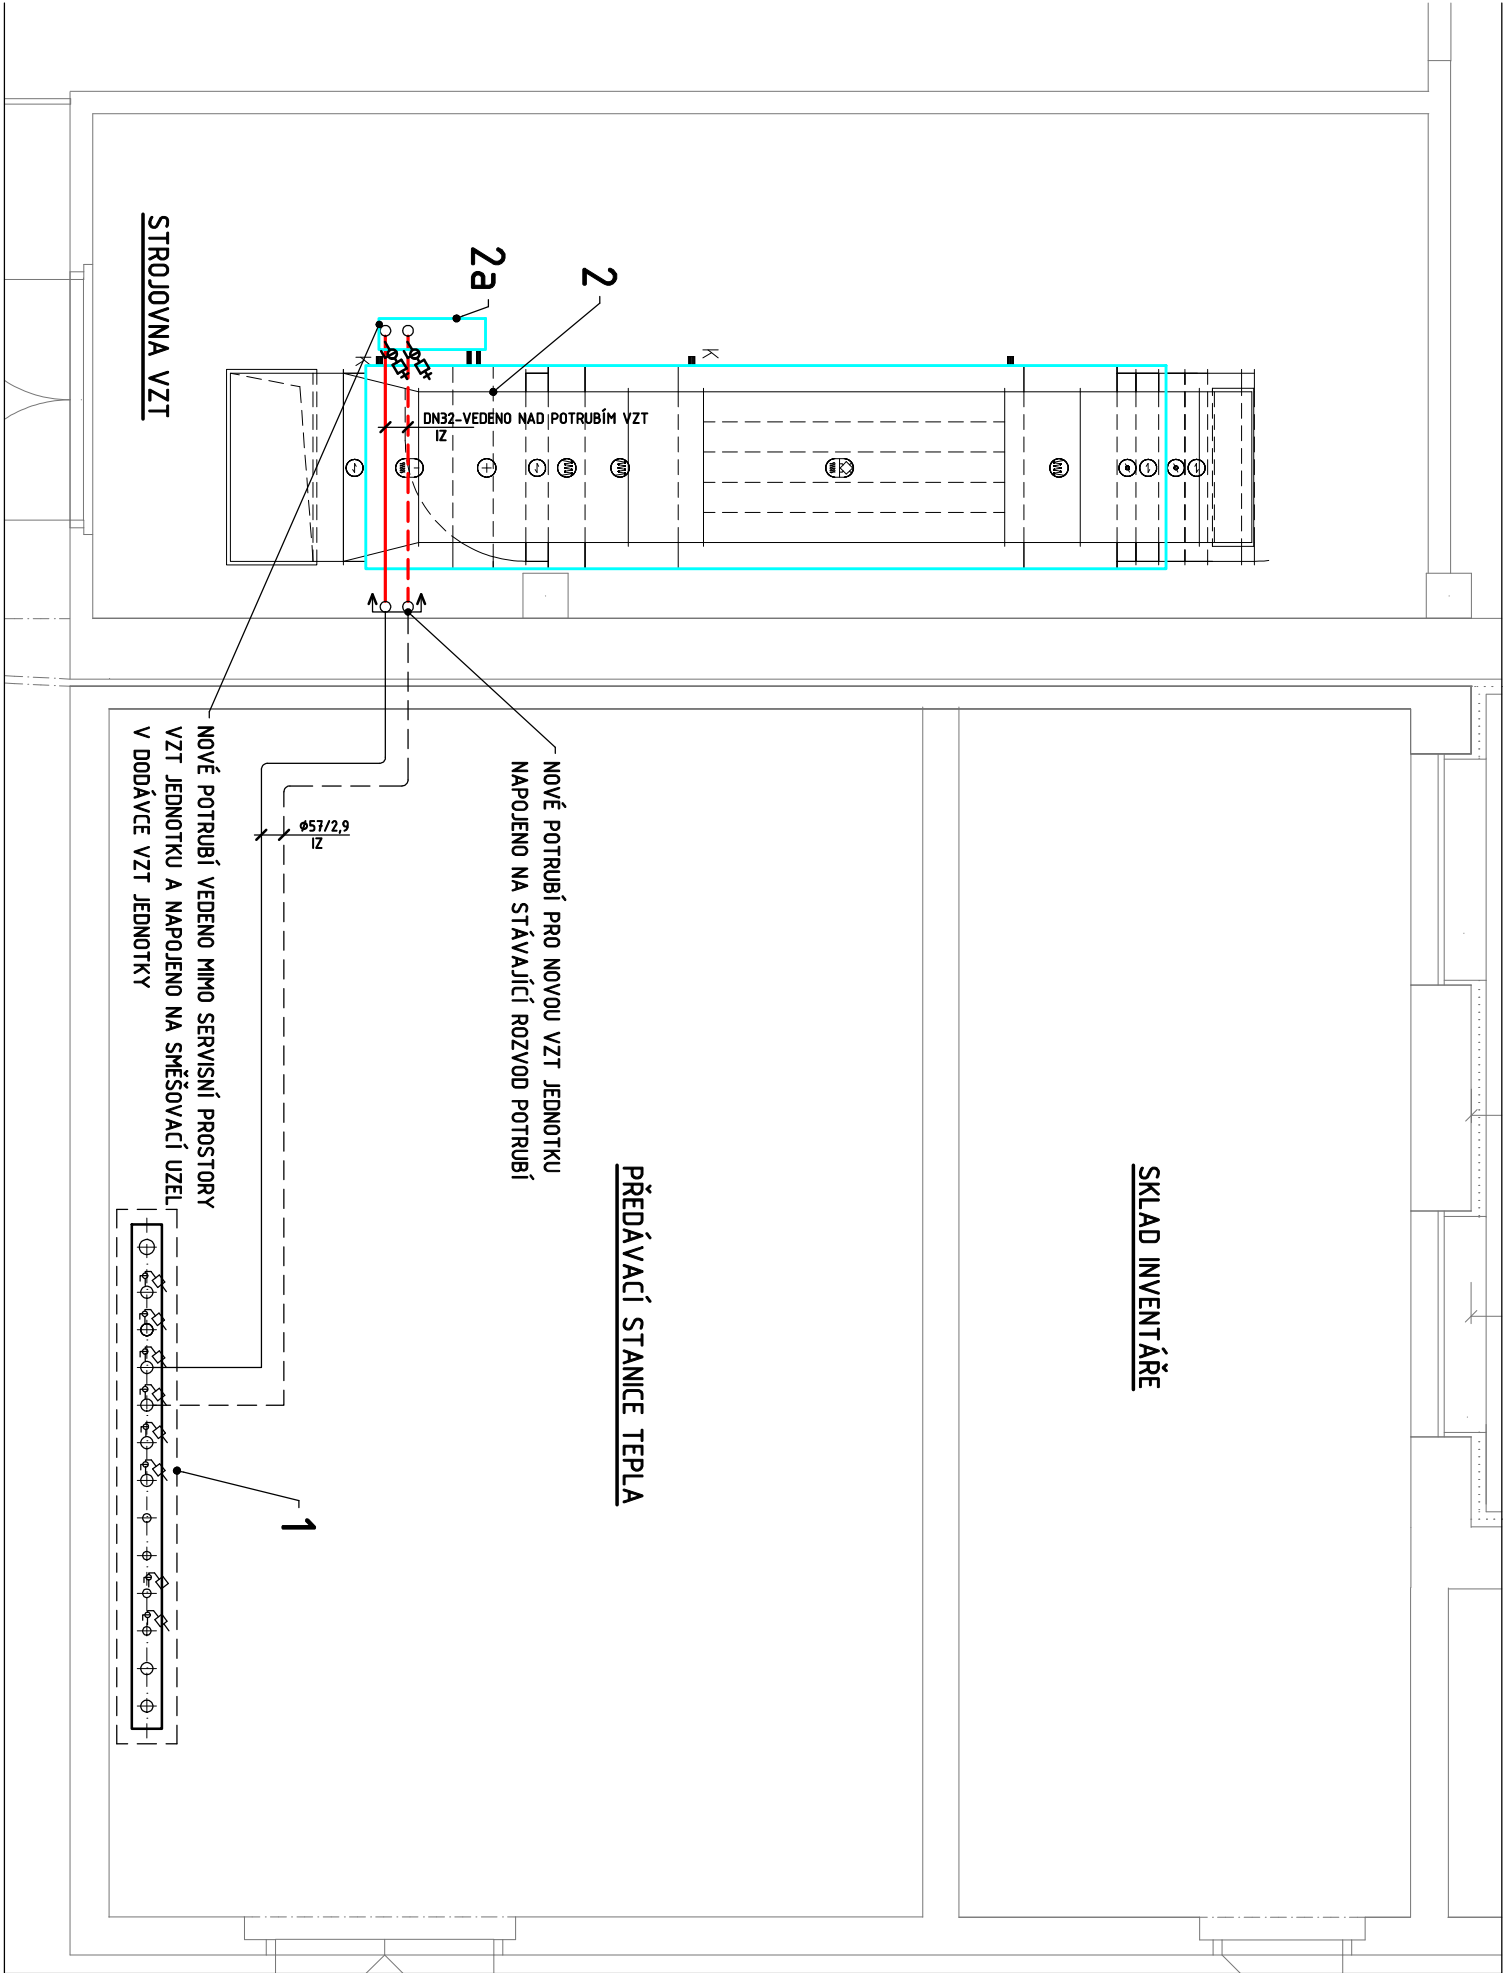 STROJOVNA VZT
2a
2
K
K
DN32-VEDENO NAD POTRUBÍM VZT
IZ
NOVÉ POTRUBÍ PRO NOVOU VZT JEDNOTKU
NAPOJENO NA STÁVAJÍCÍ ROZVOD POTRUBÍ
NOVÉ POTRUBÍ VEDENO MIMO SERVISNÍ PROSTORY
VZT JEDNOTKU A NAPOJENO NA SMĚŠOVACÍ UZEL
V DODÁVCE VZT JEDNOTKY
ø57/2,9
IZ
SKLAD INVENTÁŘE
PŘEDÁVACÍ STANICE TEPLA
1